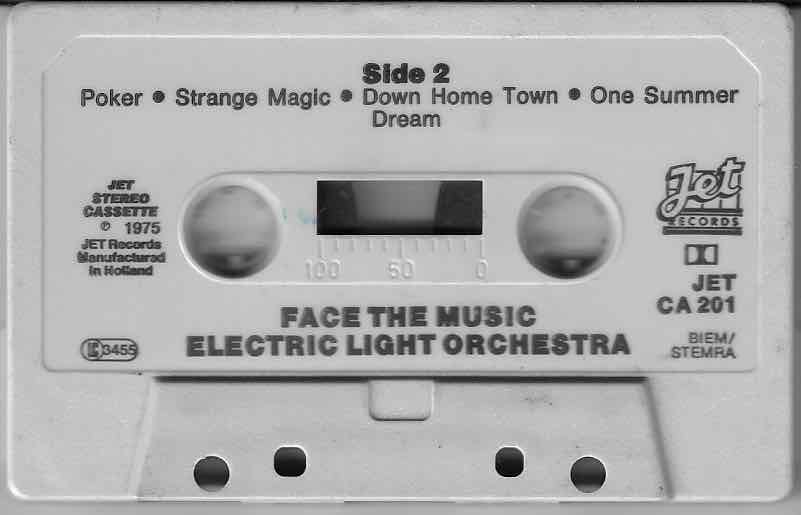 Side 2
Poker • Strange Magic • Down Home Town • One Summer
Dream
JET
STEREO
CASSETTE
℗ 1975
JET Records
Manufactured
in Holland
Jet
RECORDS
JET
CA 201
100 50 0
FACE THE MUSIC
ELECTRIC LIGHT ORCHESTRA
3455
BIEM/
STEMRA